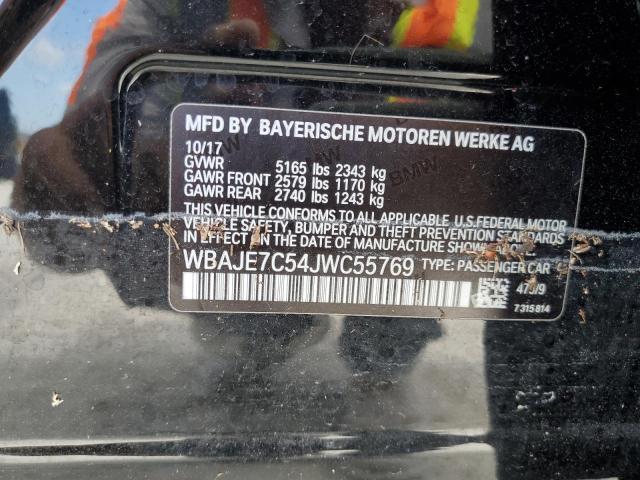 MFD BY BAYERISCHE MOTOREN WERKE AG
10/17
GVWR 5165 lbs 2343 kg
GAWR FRONT 2579 lbs 1170 kg
GAWR REAR 2740 lbs 1243 kg
THIS VEHICLE CONFORMS TO ALL APPLICABLE U.S.FEDERAL MOTOR
VEHICLE SAFETY, BUMPER AND THEFT PREVENTION STANDARDS
IN EFFECT ON THE DATE OF MANUFACTURE SHOWN ABOVE.
WBAJE7C54JWC55769 TYPE: PASSENGER CAR
7315814